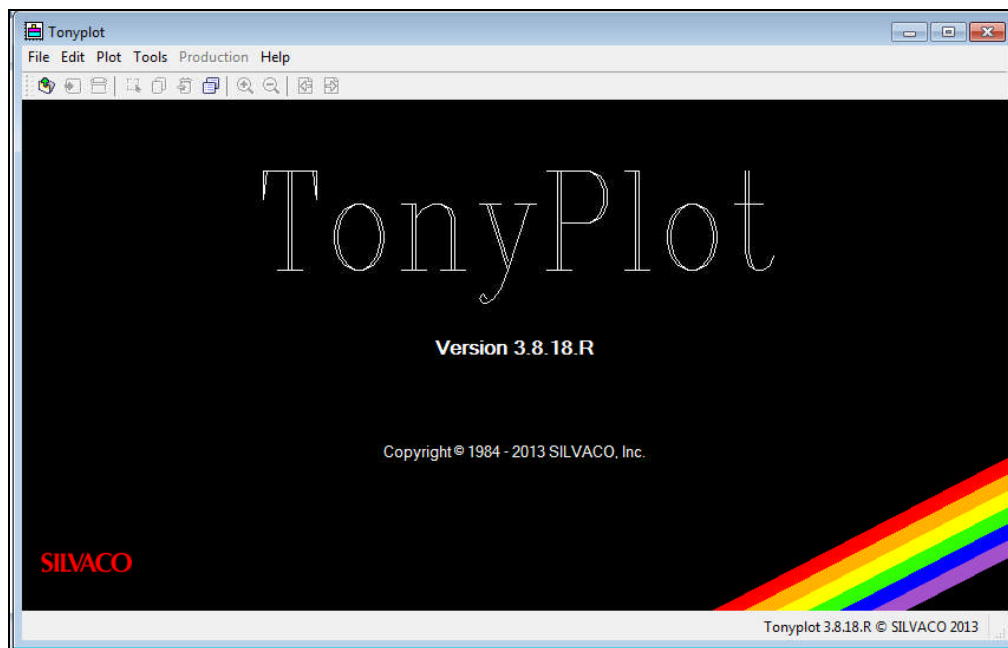 Tonyplot
File Edit Plot Tools Production Help
TonyPlot
Version 3.8.18.R
Copyright © 1984 - 2013 SILVACO, Inc.
SILVACO
Tonyplot 3.8.18.R © SILVACO 2013